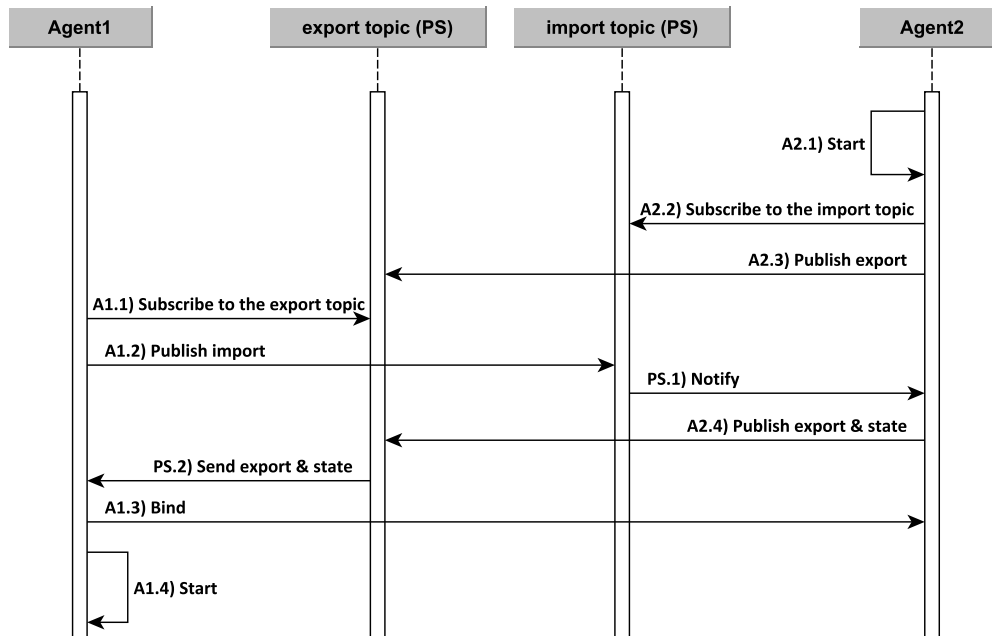 Agent1
export topic (PS)
import topic (PS)
Agent2
A2.1) Start
A2.2) Subscribe to the import topic
A2.3) Publish export
A1.1) Subscribe to the export topic
A1.2) Publish import
PS.1) Notify
A2.4) Publish export & state
PS.2) Send export & state
A1.3) Bind
A1.4) Start